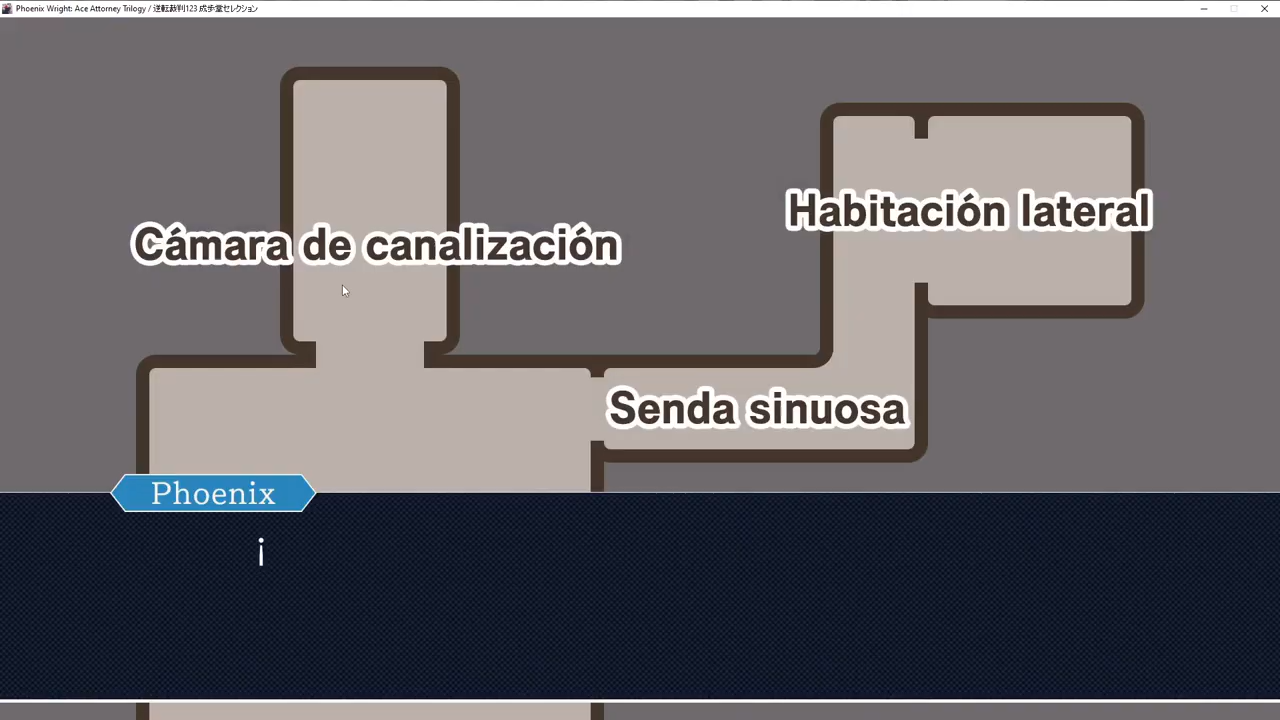 Phoenix Wright: Ace Attorney Trilogy / 逆転裁判123 成歩堂セレクション
Habitación lateral
Cámara de canalización
Senda sinuosa
Phoenix
¡